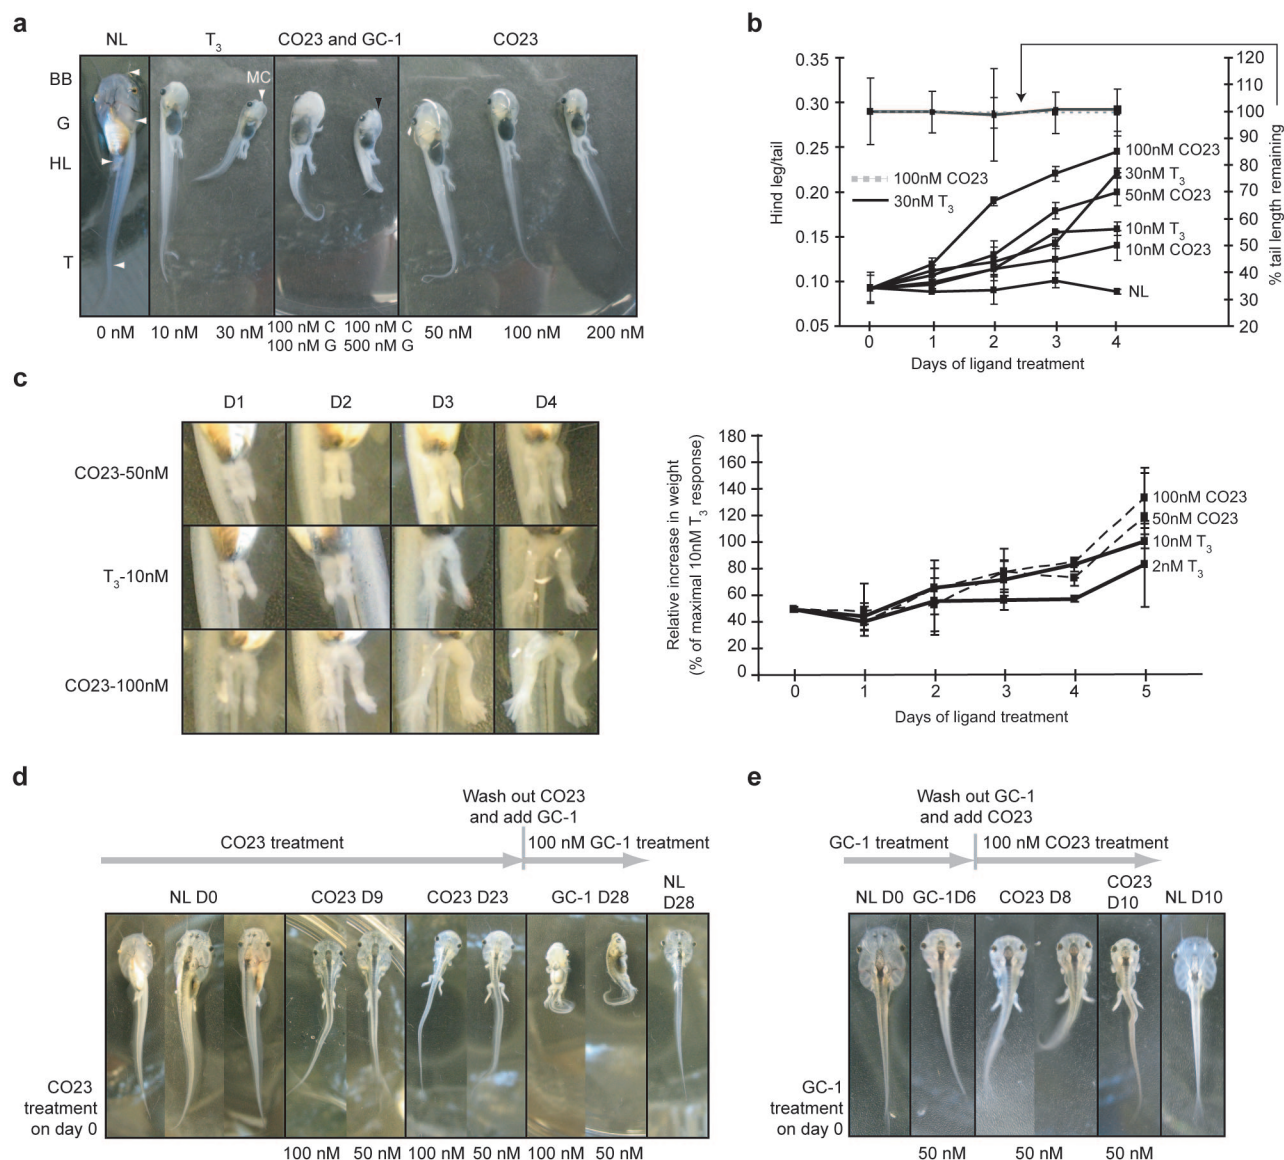 a
NL T3 CO23 and GC-1 CO23
BB
MC
G
HL
T
0 nM 10 nM 30 nM 100 nM C 100 nM C 50 nM 100 nM 200 nM
100 nM G 500 nM G
b
Hind leg/tail
0.35
0.30
0.25
0.20
0.15
0.10
0.05
120
110
100
90
80
70
60
50
40
30
20
% tail length remaining
100nM CO23
30nM T3
100nM CO23
30nM T3
50nM CO23
10nM T3
10nM CO23
NL
0 1 2 3 4
Days of ligand treatment
c
D1 D2 D3 D4
CO23-50nM
T3-10nM
CO23-100nM
Relative increase in weight
(% of maximal 10nM T3 response)
180
160
140
120
100
80
60
40
20
0
100nM CO23
50nM CO23
10nM T3
2nM T3
0 1 2 3 4 5
Days of ligand treatment
d
Wash out CO23
and add GC-1
CO23 treatment 100 nM GC-1 treatment
NL D0 CO23 D9 CO23 D23 GC-1 D28 NL
D28
CO23
treatment
on day 0
100 nM 50 nM 100 nM 50 nM 100 nM 50 nM
e
Wash out GC-1
and add CO23
GC-1 treatment 100 nM CO23 treatment
NL D0 GC-1D6 CO23 D8 CO23
D10 NL D10
GC-1
treatment
on day 0
50 nM 50 nM 50 nM